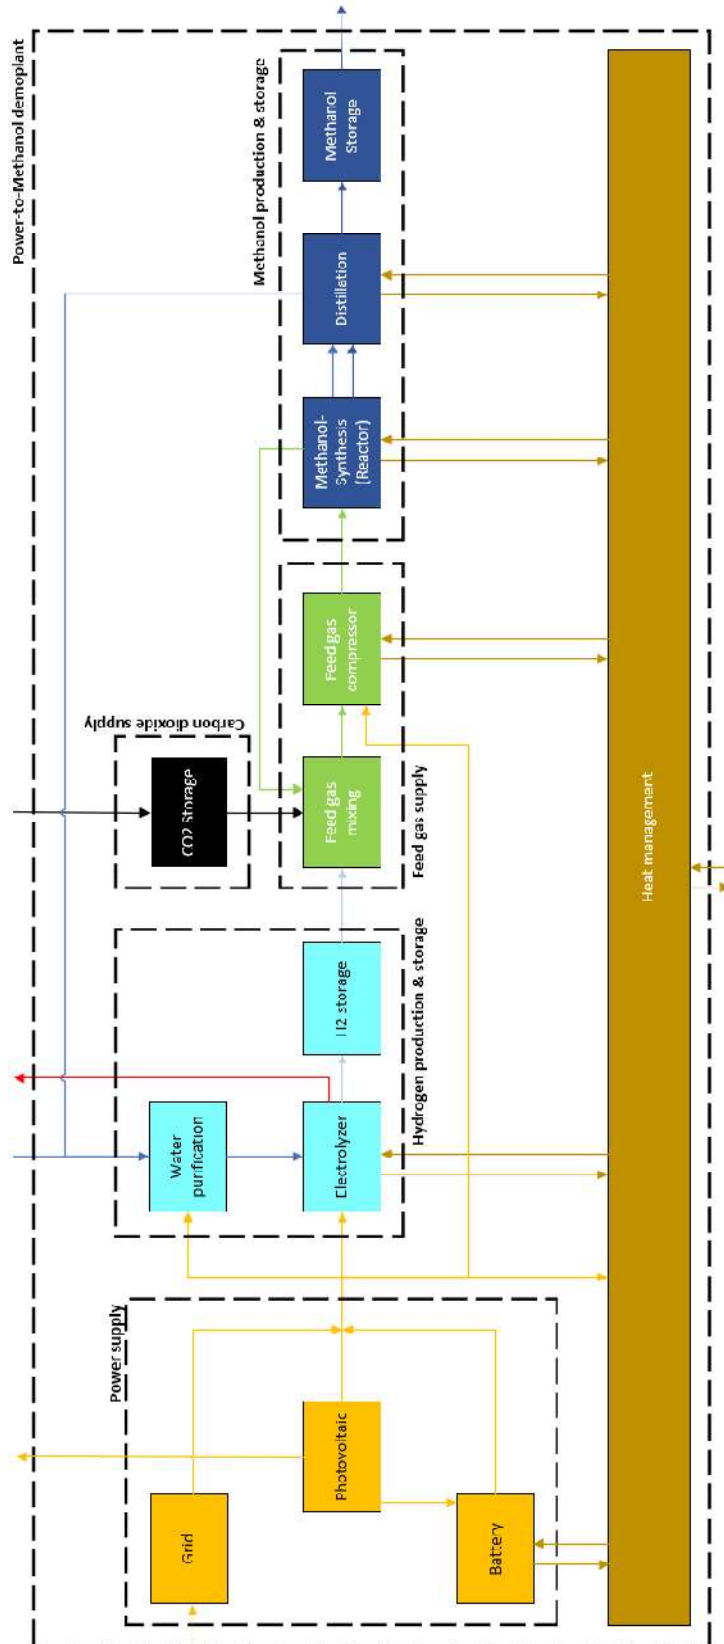 Power-to-Methanol demoplant
Power supply
Grid
Photovoltaic
Battery
Hydrogen production & storage
Water
purification
Electrolyzer
H2 storage
Carbon dioxide supply
CO2 Storage
Feed gas supply
Feed gas
mixing
Feed gas
compressor
Methanol production & storage
Methanol-
Synthesis
(Reactor)
Distillation
Methanol
Storage
Heat management